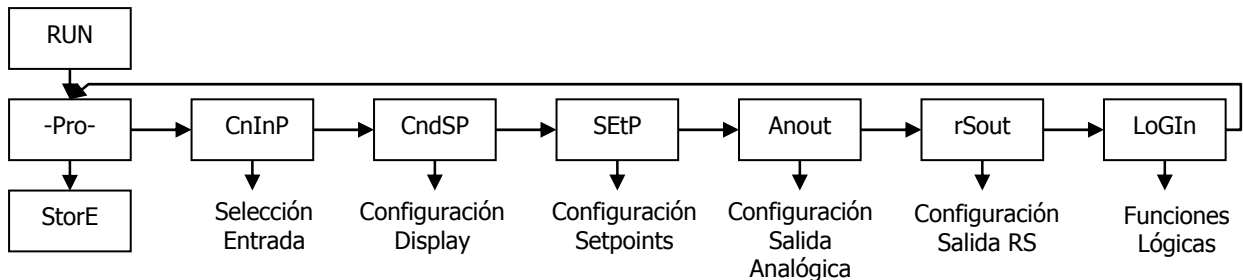 RUN
-Pro-
CnInP
CndSP
SEtP
Anout
rSout
LoGIn
StorE
Selección
Entrada
Configuración
Display
Configuración
Setpoints
Configuración
Salida
Analógica
Configuración
Salida RS
Funciones
Lógicas